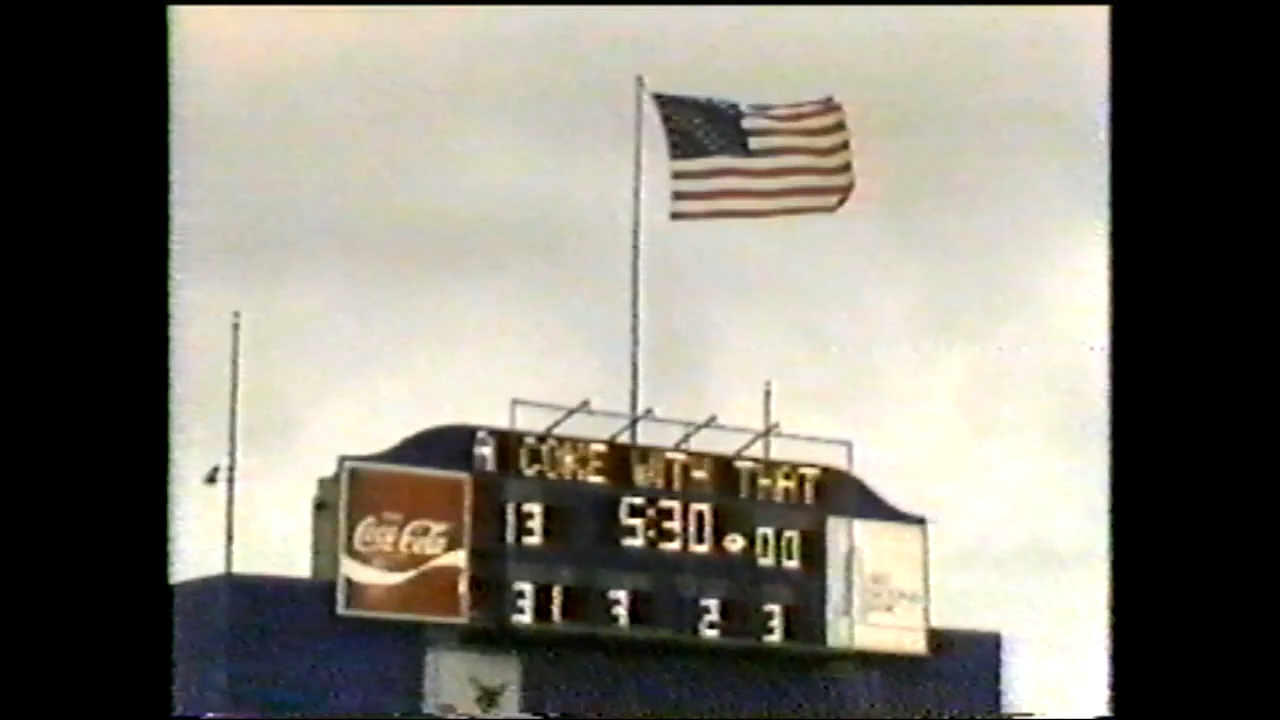 A COKE WITH THAT
13 5:30 00
Coca-Cola
31 3 2 3